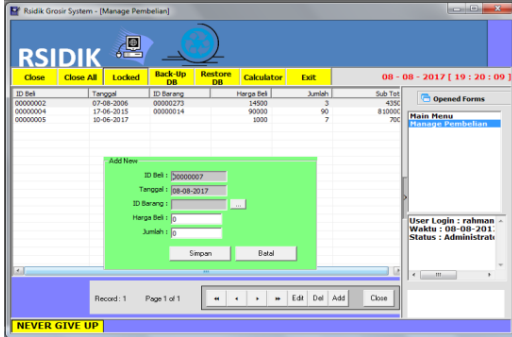 Rsidik Grosir System - [Manage Pembelian]
RSIDIK
Close Close All Locked Back-Up DB Restore DB Calculator Exit 08 - 08 - 2017 [ 19 : 20 : 09 ]
ID Beli Tanggal ID Barang Harga Beli Jumlah Sub Tot
00000002 07-08-2006 00000273 14500 3 4350
00000004 17-06-2015 00000014 90000 90 810000
00000005 10-06-2017 1000 7 700
Opened Forms
Main Menu
Manage Pembelian
Add New
ID Beli : 00000007
Tanggal : 08-08-2017
ID Barang : ...
Harga Beli : 0
Jumlah : 0
Simpan Batal
User Login : rahman
Waktu : 08-08-201
Status : Administrat
Record : 1 Page 1 of 1 Edit Del Add Close
NEVER GIVE UP